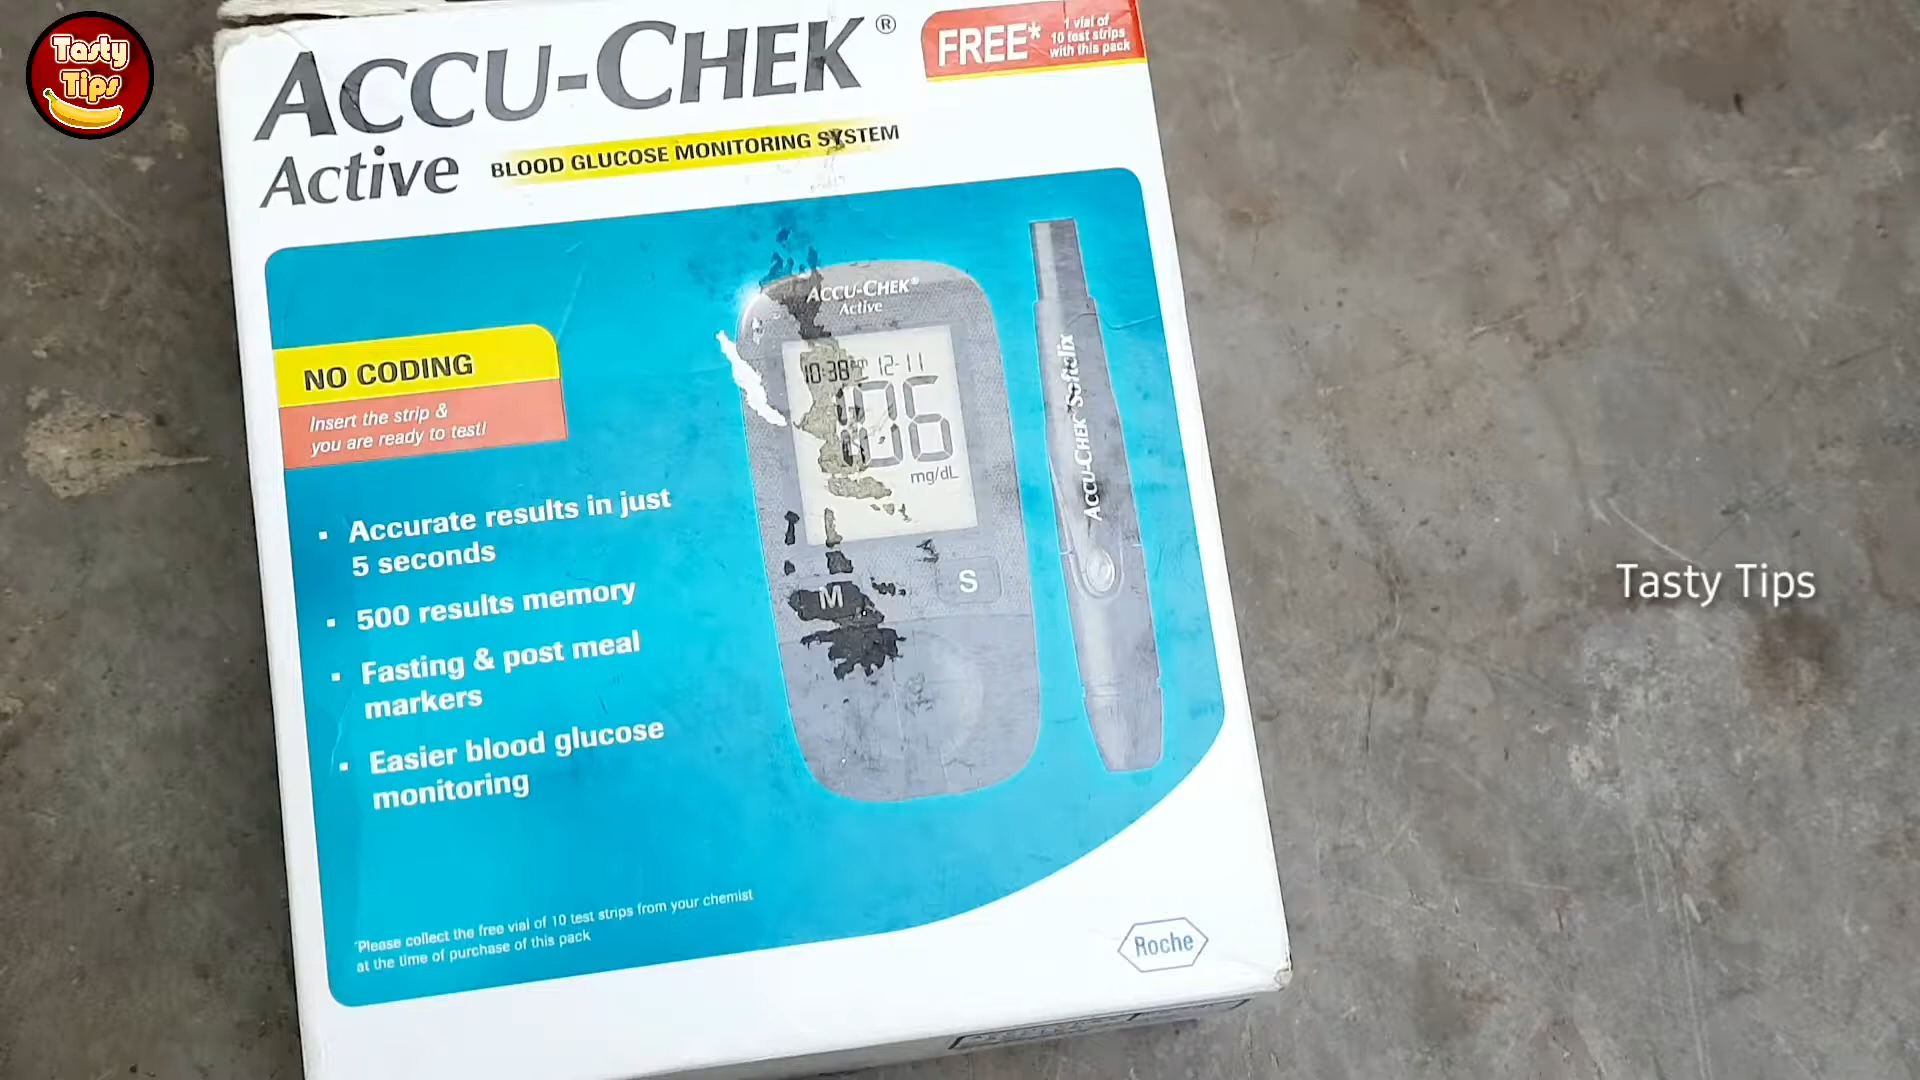 Tasty
Tips
ACCU-CHEK®
Active
BLOOD GLUCOSE MONITORING SYSTEM
FREE*
1 vial of
10 test strips
with this pack
NO CODING
Insert the strip &
you are ready to test!
▪ Accurate results in just
5 seconds
▪ 500 results memory
▪ Fasting & post meal
markers
▪ Easier blood glucose
monitoring
ACCU-CHEK®
Active
10:38 12-11
106
mg/dL
M
S
ACCU-CHEK® Softclix
*Please collect the free vial of 10 test strips from your chemist
at the time of purchase of this pack
Roche
Tasty Tips